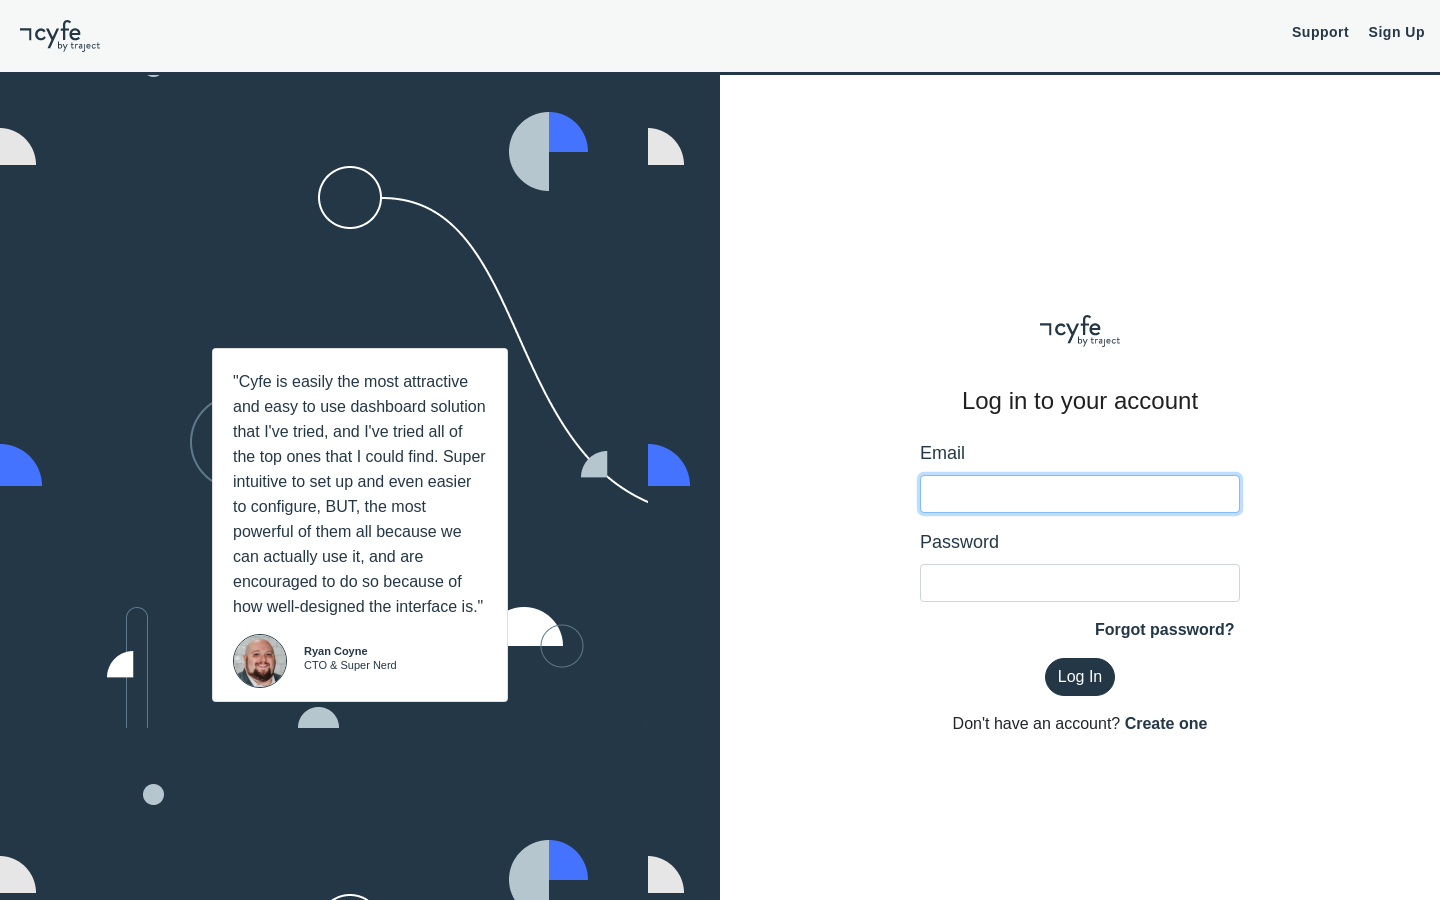 cyfe
by traject
Support
Sign Up
"Cyfe is easily the most attractive
and easy to use dashboard solution
that I've tried, and I've tried all of
the top ones that I could find. Super
intuitive to set up and even easier
to configure, BUT, the most
powerful of them all because we
can actually use it, and are
encouraged to do so because of
how well-designed the interface is."
Ryan Coyne
CTO & Super Nerd
cyfe
by traject
Log in to your account
Email
Password
Forgot password?
Log In
Don't have an account? Create one